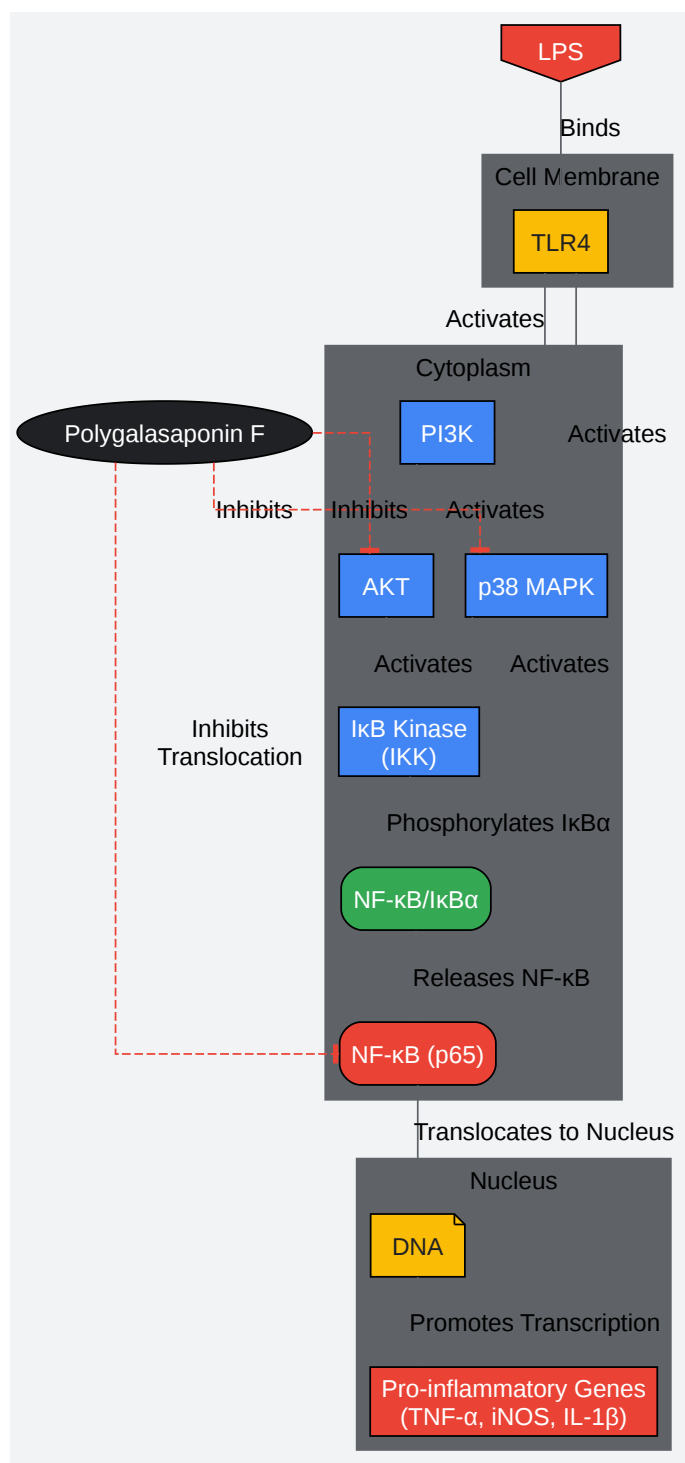 LPS
Binds
Cell Membrane
TLR4
Activates
Cytoplasm
Polygalasaponin F
PI3K
Activates
Inhibits
Inhibits
Activates
AKT
p38 MAPK
Activates
Activates
Inhibits
Translocation
IκB Kinase
(IKK)
Phosphorylates IκBα
NF-κB/IκBα
Releases NF-κB
NF-κB (p65)
Translocates to Nucleus
Nucleus
DNA
Promotes Transcription
Pro-inflammatory Genes
(TNF-α, iNOS, IL-1β)